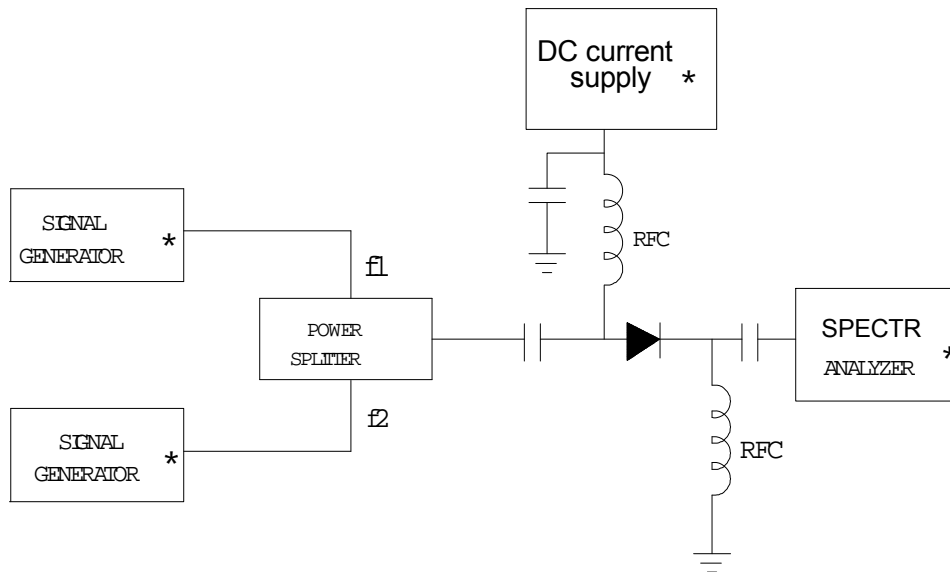 DC current
supply *
SIGNAL
GENERATOR *
RFC
f1
POWER
SPLITTER
SPECTR
ANALYZER *
f2
SIGNAL
GENERATOR *
RFC